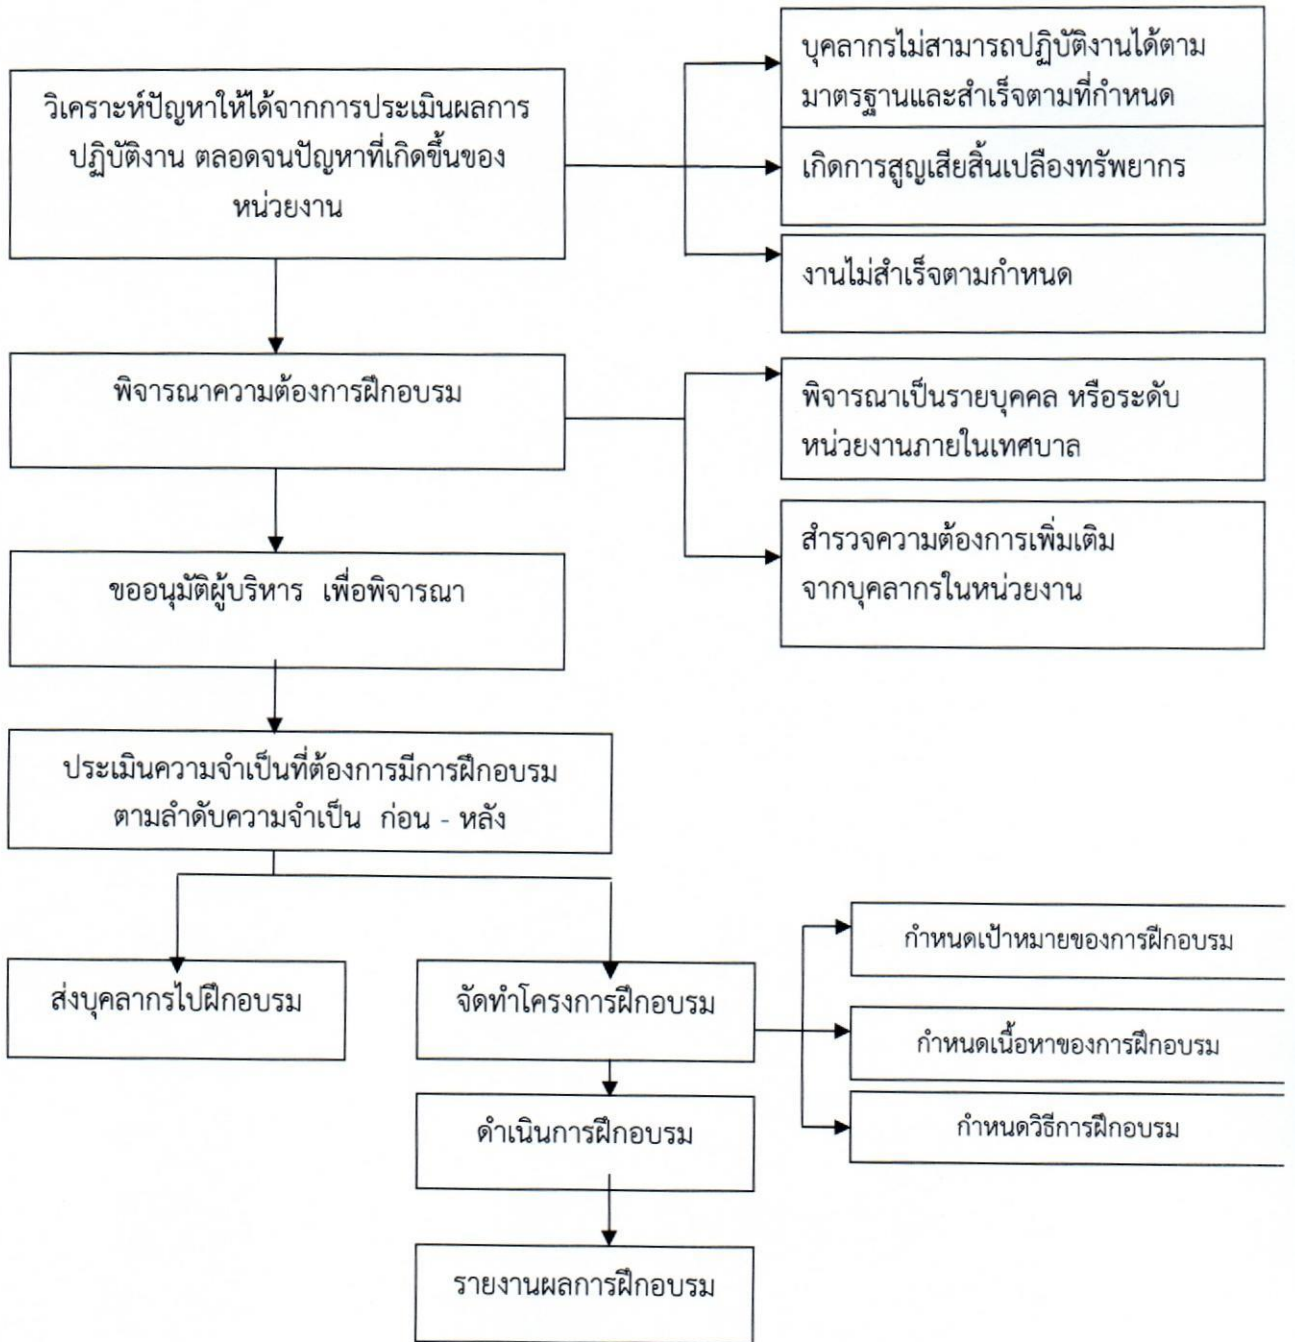 วิเคราะห์ปัญหาให้ได้จากการประเมินผลการ
ปฏิบัติงาน ตลอดจนปัญหาที่เกิดขึ้นของ
หน่วยงาน
บุคลากรไม่สามารถปฏิบัติงานได้ตาม
มาตรฐานและสำเร็จตามที่กำหนด
เกิดการสูญเสียสิ้นเปลืองทรัพยากร
งานไม่สำเร็จตามกำหนด
พิจารณาความต้องการฝึกอบรม
พิจารณาเป็นรายบุคคล หรือระดับ
หน่วยงานภายในเทศบาล
สำรวจความต้องการเพิ่มเติม
จากบุคลากรในหน่วยงาน
ขออนุมัติผู้บริหาร เพื่อพิจารณา
ประเมินความจำเป็นที่ต้องการมีการฝึกอบรม
ตามลำดับความจำเป็น ก่อน - หลัง
ส่งบุคลากรไปฝึกอบรม
จัดทำโครงการฝึกอบรม
กำหนดเป้าหมายของการฝึกอบรม
กำหนดเนื้อหาของการฝึกอบรม
กำหนดวิธีการฝึกอบรม
ดำเนินการฝึกอบรม
รายงานผลการฝึกอบรม